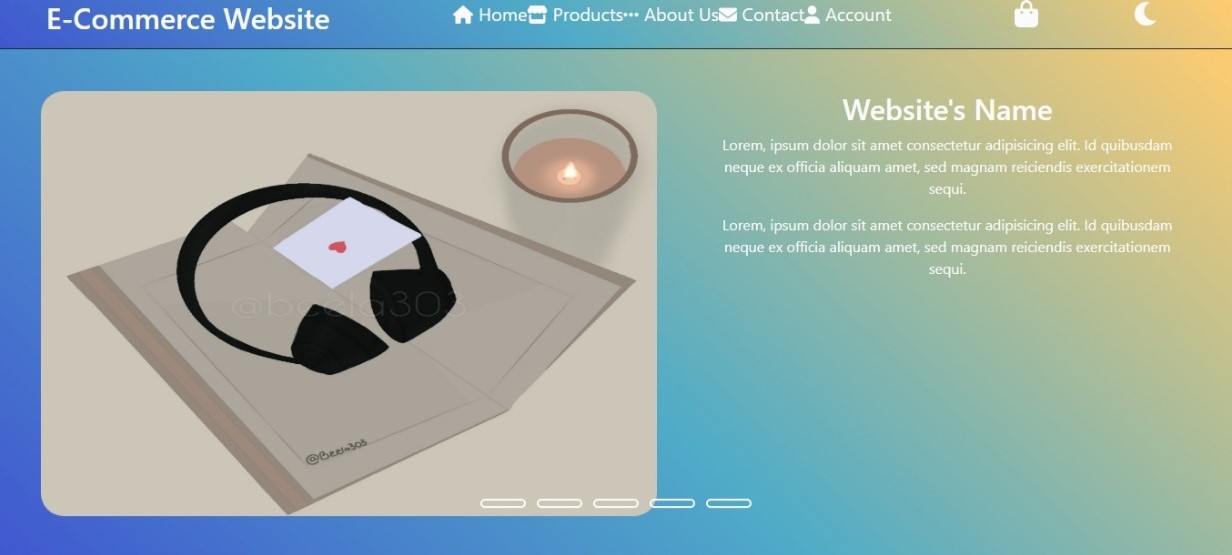 E-Commerce Website
Home Products About Us Contact Account
Website's Name
Lorem, ipsum dolor sit amet consectetur adipisicing elit. Id quibusdam
neque ex officia aliquam amet, sed magnam reiciendis exercitationem
sequi.
Lorem, ipsum dolor sit amet consectetur adipisicing elit. Id quibusdam
neque ex officia aliquam amet, sed magnam reiciendis exercitationem
sequi.
@beela303
@Beela303